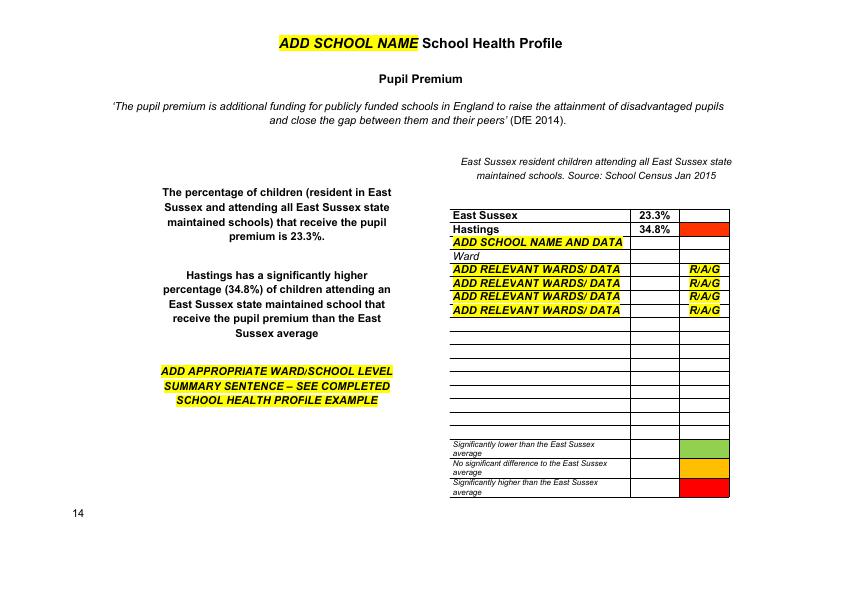 ADD SCHOOL NAME School Health Profile
Pupil Premium
‘The pupil premium is additional funding for publicly funded schools in England to raise the attainment of disadvantaged pupils
and close the gap between them and their peers’ (DfE 2014).
The percentage of children (resident in East
Sussex and attending all East Sussex state
maintained schools) that receive the pupil
premium is 23.3%.
Hastings has a significantly higher
percentage (34.8%) of children attending an
East Sussex state maintained school that
receive the pupil premium than the East
Sussex average
ADD APPROPRIATE WARD/SCHOOL LEVEL
SUMMARY SENTENCE – SEE COMPLETED
SCHOOL HEALTH PROFILE EXAMPLE
East Sussex resident children attending all East Sussex state
maintained schools. Source: School Census Jan 2015
East Sussex 23.3%
Hastings 34.8%
ADD SCHOOL NAME AND DATA
Ward
ADD RELEVANT WARDS/ DATA R/A/G
ADD RELEVANT WARDS/ DATA R/A/G
ADD RELEVANT WARDS/ DATA R/A/G
ADD RELEVANT WARDS/ DATA R/A/G
Significantly lower than the East Sussex
average
No significant difference to the East Sussex
average
Significantly higher than the East Sussex
average
14